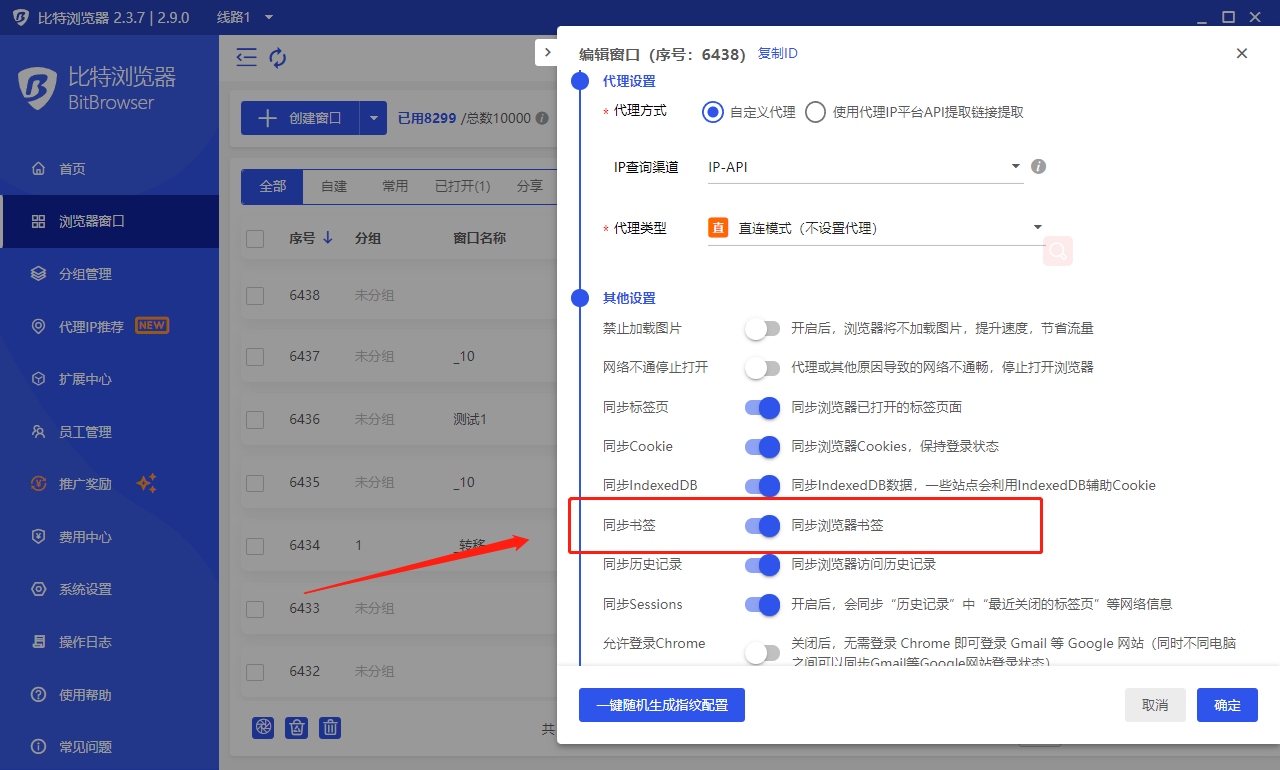 比特浏览器 2.3.7 | 2.9.0 线路1
比特浏览器
BitBrowser
首页
浏览器窗口
分组管理
代理IP推荐 NEW
扩展中心
员工管理
推广奖励
费用中心
系统设置
操作日志
使用帮助
常见问题
创建窗口 已用8299 /总数10000
全部 自建 常用 已打开(1) 分享
序号 分组 窗口名称
6438 未分组
6437 未分组 _10
6436 未分组 测试1
6435 未分组 _10
6434 1 _转移
6433 未分组
6432 未分组
共
编辑窗口（序号：6438） 复制ID
代理设置
* 代理方式 自定义代理 使用代理IP平台API提取链接提取
IP查询渠道 IP-API
* 代理类型 直 直连模式（不设置代理）
其他设置
禁止加载图片 开启后，浏览器将不加载图片，提升速度，节省流量
网络不通停止打开 代理或其他原因导致的网络不通畅，停止打开浏览器
同步标签页 同步浏览器已打开的标签页面
同步Cookie 同步浏览器Cookies，保持登录状态
同步IndexedDB 同步IndexedDB数据，一些站点会利用IndexedDB辅助Cookie
同步书签 同步浏览器书签
同步历史记录 同步浏览器访问历史记录
同步Sessions 开启后，会同步“历史记录”中“最近关闭的标签页”等网络信息
允许登录Chrome 关闭后，无需登录 Chrome 即可登录 Gmail 等 Google 网站（同时不同电脑
之间可以同步Gmail等Google网站登录状态）
一键随机生成指纹配置 取消 确定